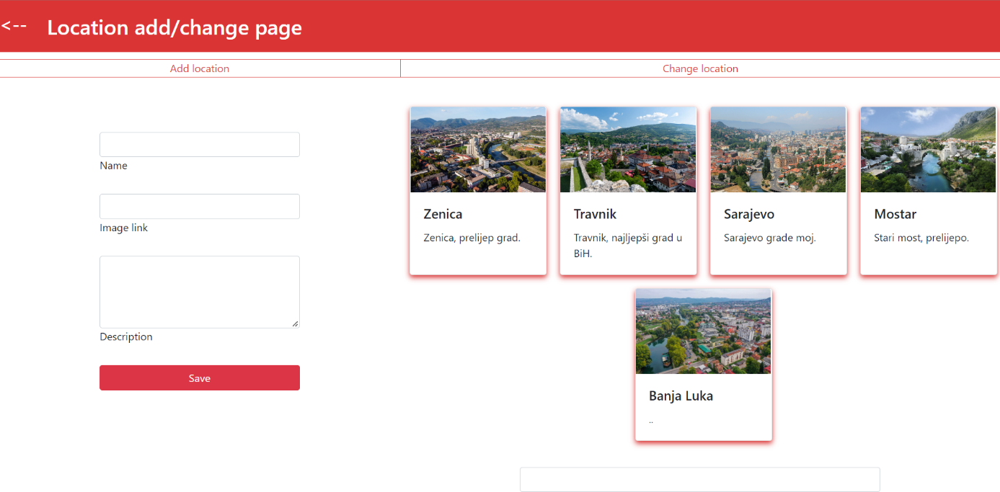 <-- Location add/change page
Add location
Change location
Name
Image link
Description
Save
Zenica
Zenica, prelijep grad.
Travnik
Travnik, najljepši grad u
BiH.
Sarajevo
Sarajevo grade moj.
Mostar
Stari most, prelijepo.
Banja Luka
..